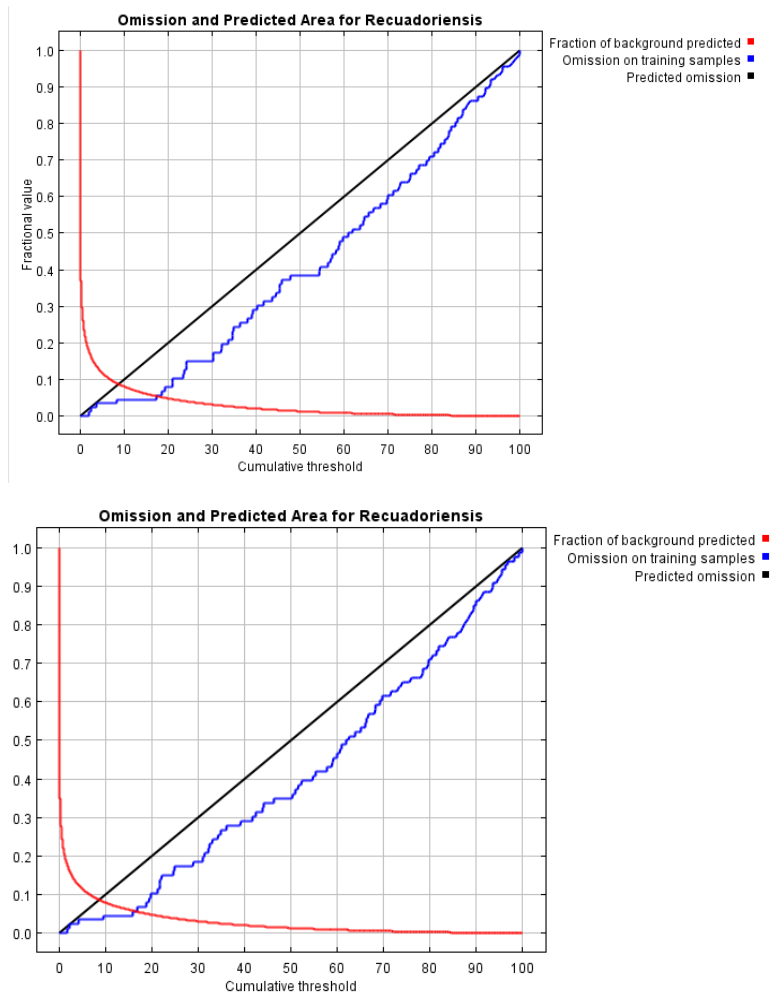 Omission and Predicted Area for Recuadoriensis
Fraction of background predicted
Omission on training samples
Predicted omission
1.0
0.9
0.8
0.7
0.6
0.5
0.4
0.3
0.2
0.1
0.0
Fractional value
0 10 20 30 40 50 60 70 80 90 100
Cumulative threshold
Omission and Predicted Area for Recuadoriensis
Fraction of background predicted
Omission on training samples
Predicted omission
1.0
0.9
0.8
0.7
0.6
0.5
0.4
0.3
0.2
0.1
0.0
0 10 20 30 40 50 60 70 80 90 100
Cumulative threshold